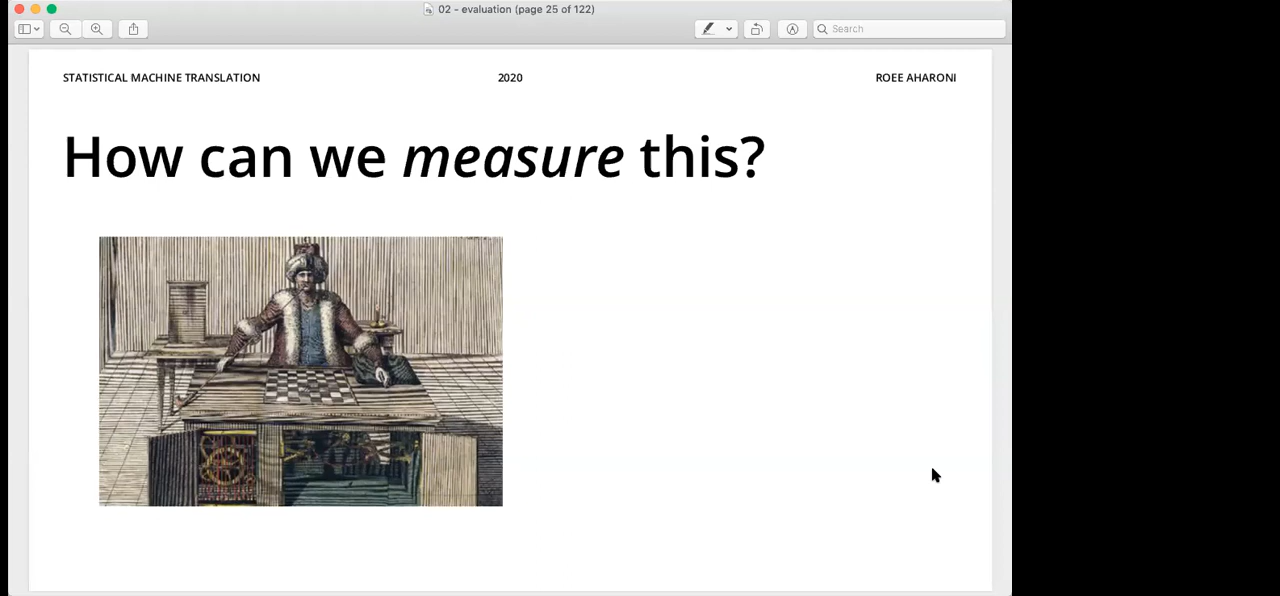 02 - evaluation (page 25 of 122)
Search
STATISTICAL MACHINE TRANSLATION 2020 ROEE AHARONI
How can we measure this?